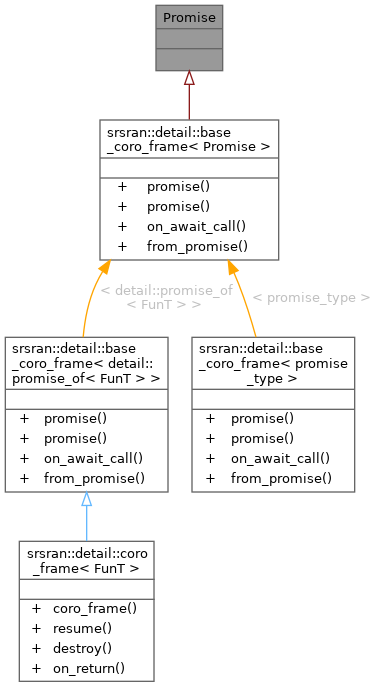 Promise
srsran::detail::base
_coro_frame< Promise >
+ promise()
+ promise()
+ on_await_call()
+ from_promise()
< detail::promise_of
< FunT > >
< promise_type >
srsran::detail::base
_coro_frame< detail::
promise_of< FunT > >
+ promise()
+ promise()
+ on_await_call()
+ from_promise()
srsran::detail::base
_coro_frame< promise
_type >
+ promise()
+ promise()
+ on_await_call()
+ from_promise()
srsran::detail::coro
_frame< FunT >
+ coro_frame()
+ resume()
+ destroy()
+ on_return()